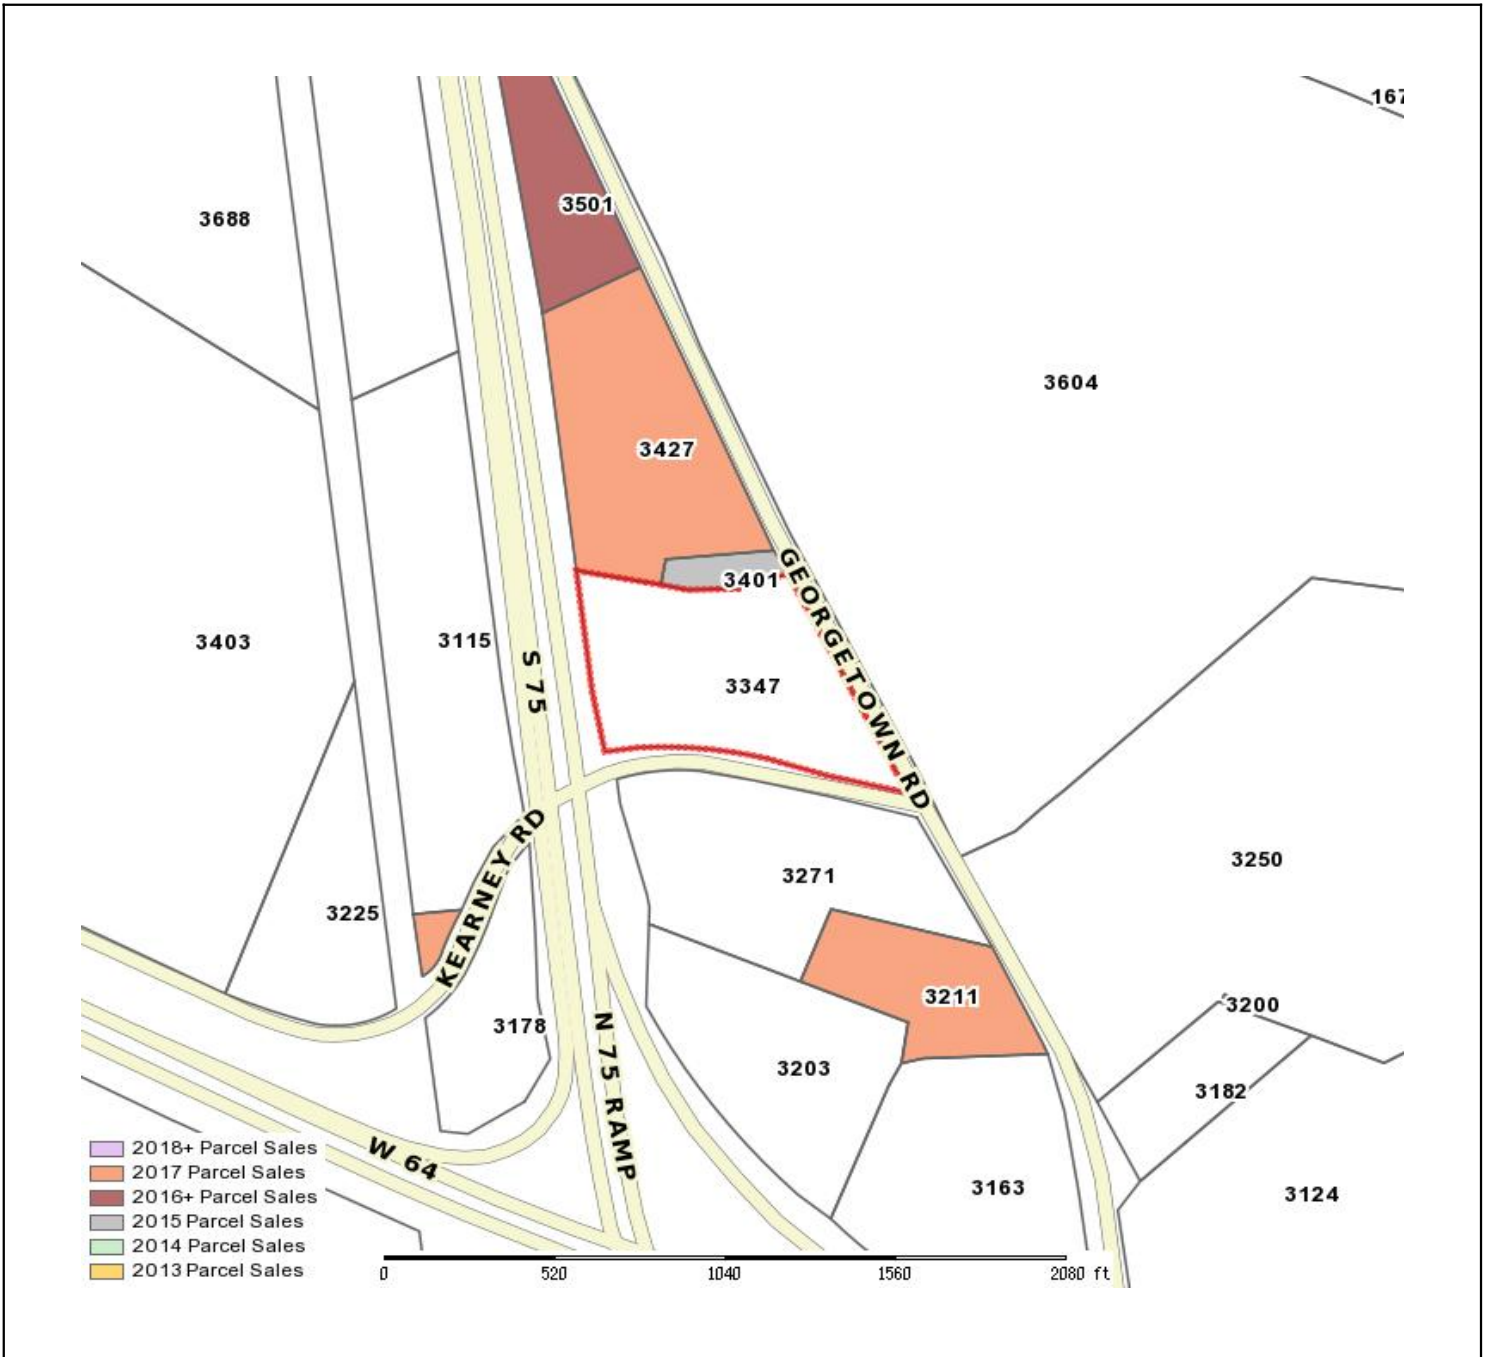 167
3688
3501
3604
3427
3401
GEORGETOWN RD
3403
3115
S 75
3347
KEARNEY RD
3271
3250
3225
3211
3200
3178
N 75 RAMP
3203
3182
W 64
3163
3124
2018+ Parcel Sales
2017 Parcel Sales
2016+ Parcel Sales
2015 Parcel Sales
2014 Parcel Sales
2013 Parcel Sales
0 520 1040 1560 2080 ft